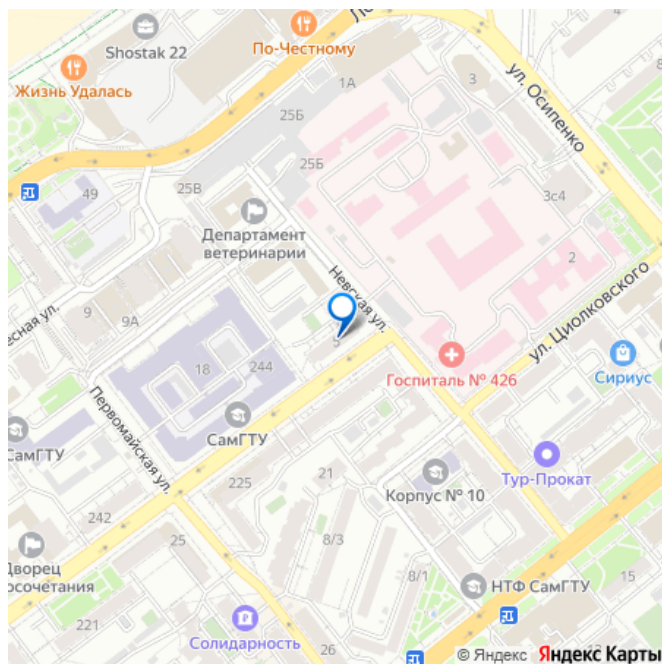 Shostak 22
По-Честному
Жизнь Удалась
1А
3
ул. Осипенко
25Б
25Б
25В
49
3с4
Департамент
ветеринарии
2
Невская ул.
ул. Циолковского
есная ул.
9
9А
5
18
244
Госпиталь № 426
Сириус
Первомайская ул.
СамГТУ
СамГТУ
21
225
Корпус № 10
Тур-Прокат
242
25
8/3
Дворец
осочетания
8/1
НТФ СамГТУ
15
221
Солидарность
26
© Яндекс Яндекс Карты